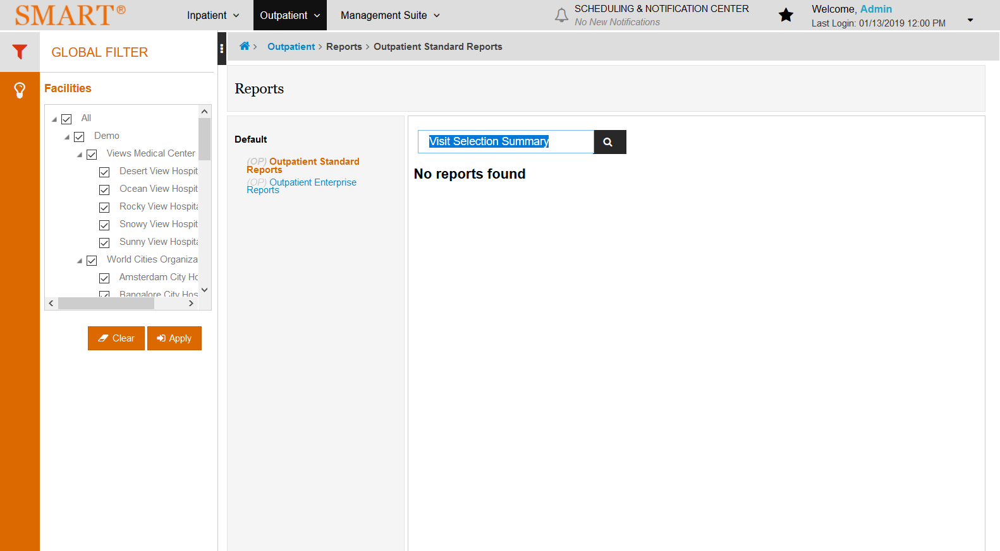 SMART®
Inpatient
Outpatient
Management Suite
SCHEDULING & NOTIFICATION CENTER
No New Notifications
Welcome, Admin
Last Login: 01/13/2019 12:00 PM
GLOBAL FILTER
Outpatient > Reports > Outpatient Standard Reports
Reports
Facilities
All
Demo
Views Medical Center
Desert View Hospit
Ocean View Hospit
Rocky View Hospita
Snowy View Hospit
Sunny View Hospita
World Cities Organiza
Amsterdam City Ho
Bangalore City Hos
Clear
Apply
Default
(OP) Outpatient Standard
Reports
(OP) Outpatient Enterprise
Reports
Visit Selection Summary
No reports found